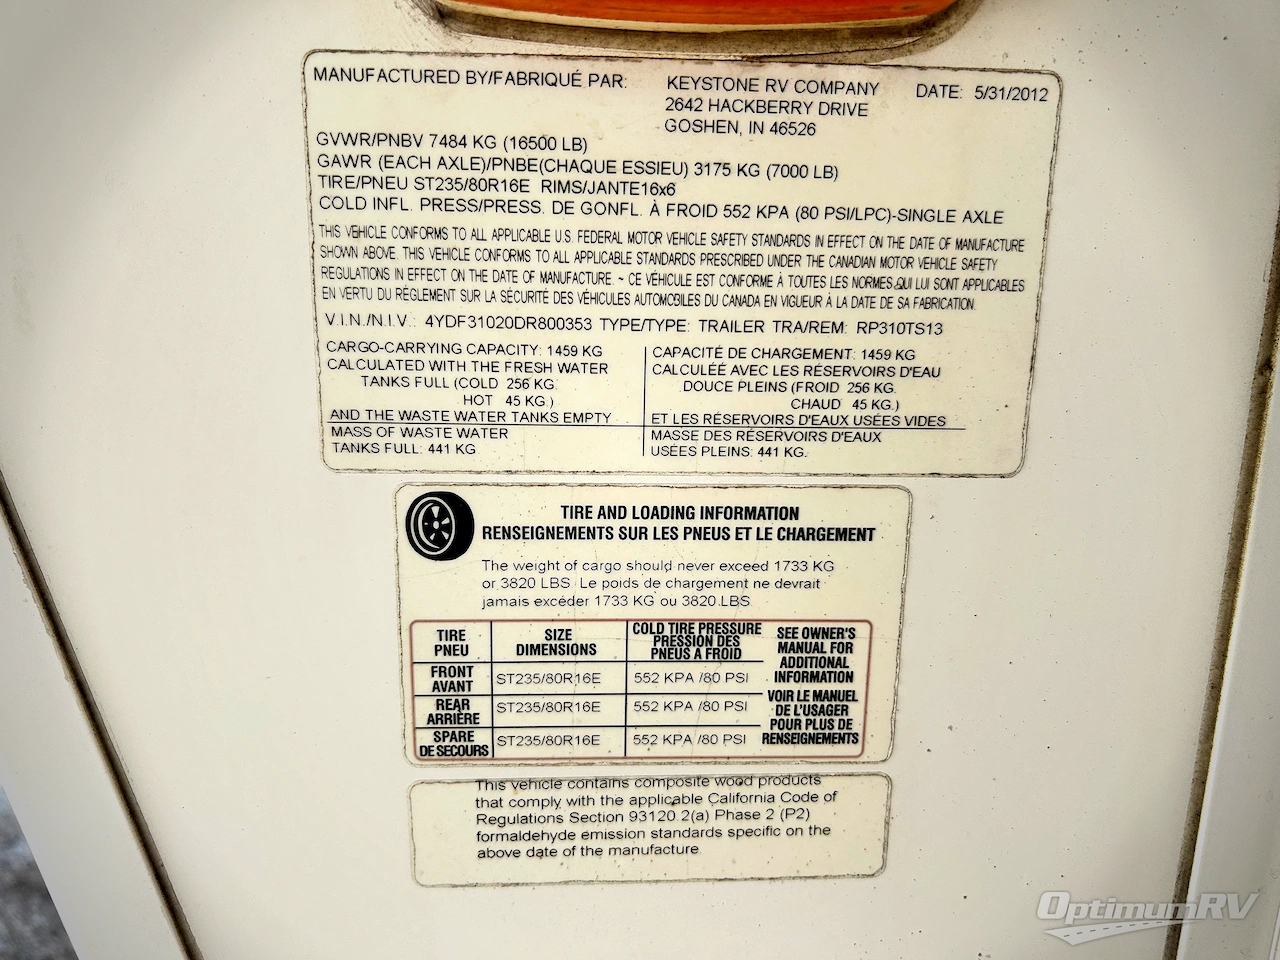 MANUFACTURED BY/FABRIQUÉ PAR: KEYSTONE RV COMPANY DATE: 5/31/2012
2642 HACKBERRY DRIVE
GOSHEN, IN 46526
GVWR/PNBV 7484 KG (16500 LB)
GAWR (EACH AXLE)/PNBE(CHAQUE ESSIEU) 3175 KG (7000 LB)
TIRE/PNEU ST235/80R16E RIMS/JANTE16x6
COLD INFL. PRESS/PRESS. DE GONFL. À FROID 552 KPA (80 PSI/LPC)-SINGLE AXLE
THIS VEHICLE CONFORMS TO ALL APPLICABLE U.S. FEDERAL MOTOR VEHICLE SAFETY STANDARDS IN EFFECT ON THE DATE OF MANUFACTURE
SHOWN ABOVE. THIS VEHICLE CONFORMS TO ALL APPLICABLE STANDARDS PRESCRIBED UNDER THE CANADIAN MOTOR VEHICLE SAFETY
REGULATIONS IN EFFECT ON THE DATE OF MANUFACTURE. ~ CE VÉHICULE EST CONFORME À TOUTES LES NORMES QUI LUI SONT APPLICABLES
EN VERTU DU RÈGLEMENT SUR LA SÉCURITÉ DES VÉHICULES AUTOMOBILES DU CANADA EN VIGUEUR À LA DATE DE SA FABRICATION.
V.I.N./N.I.V.: 4YDF31020DR800353 TYPE/TYPE: TRAILER TRA/REM: RP310TS13
CARGO-CARRYING CAPACITY: 1459 KG
CALCULATED WITH THE FRESH WATER
TANKS FULL (COLD 256 KG.
HOT 45 KG.)
AND THE WASTE WATER TANKS EMPTY
MASS OF WASTE WATER
TANKS FULL: 441 KG
CAPACITÉ DE CHARGEMENT: 1459 KG
CALCULÉE AVEC LES RÉSERVOIRS D'EAU
DOUCE PLEINS (FROID 256 KG.
CHAUD 45 KG.)
ET LES RÉSERVOIRS D'EAUX USÉES VIDES
MASSE DES RÉSERVOIRS D'EAUX
USÉES PLEINS: 441 KG.
TIRE AND LOADING INFORMATION
RENSEIGNEMENTS SUR LES PNEUS ET LE CHARGEMENT
The weight of cargo should never exceed 1733 KG
or 3820 LBS. Le poids de chargement ne devrait
jamais excéder 1733 KG ou 3820 LBS
TIRE
PNEU
SIZE
DIMENSIONS
COLD TIRE PRESSURE
PRESSION DES
PNEUS A FROID
FRONT
AVANT
ST235/80R16E
552 KPA /80 PSI
REAR
ARRIÈRE
ST235/80R16E
552 KPA /80 PSI
SPARE
DE SECOURS
ST235/80R16E
552 KPA /80 PSI
SEE OWNER'S
MANUAL FOR
ADDITIONAL
INFORMATION
VOIR LE MANUEL
DE L'USAGER
POUR PLUS DE
RENSEIGNEMENTS
This vehicle contains composite wood products
that comply with the applicable California Code of
Regulations Section 93120.2(a) Phase 2 (P2)
formaldehyde emission standards specific on the
above date of the manufacture.
OptimumRV